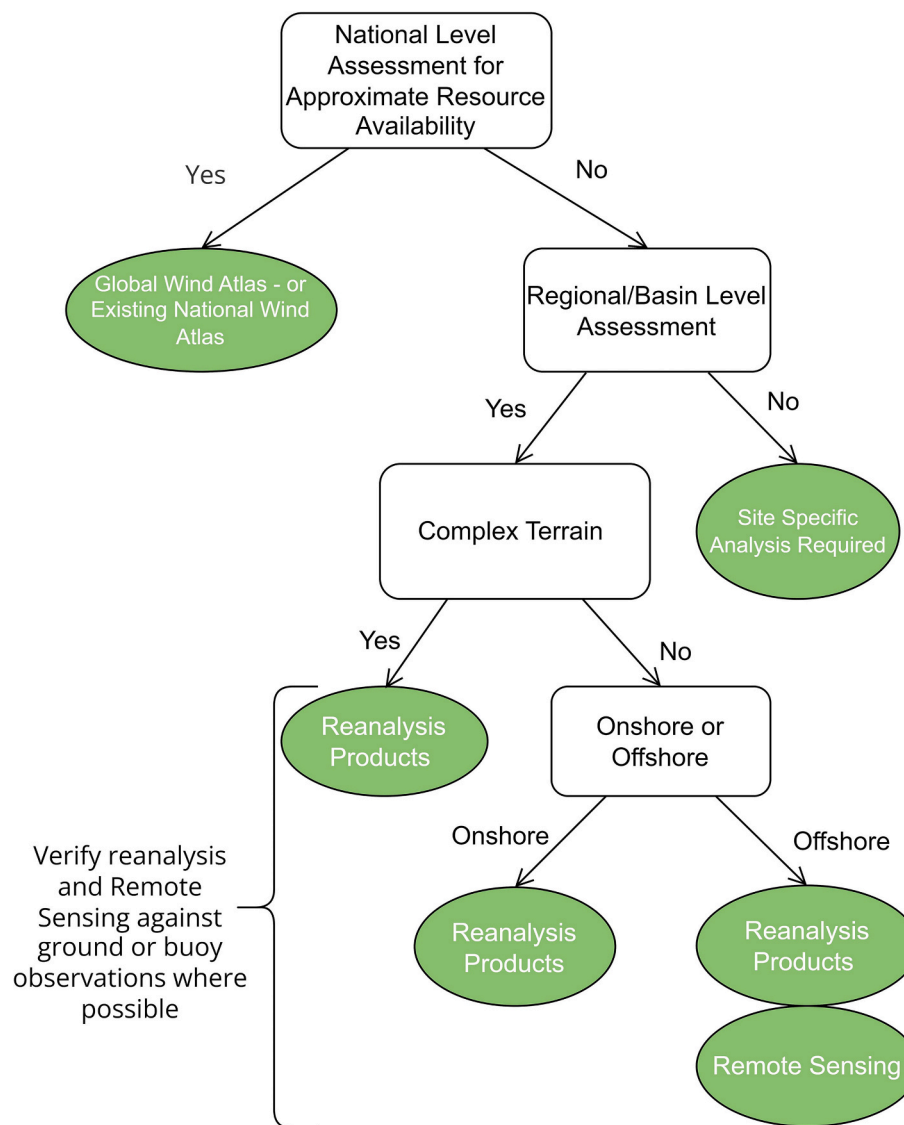 National Level
Assessment for
Approximate Resource
Availability
Yes
No
Global Wind Atlas - or
Existing National Wind
Atlas
Regional/Basin Level
Assessment
Yes
No
Complex Terrain
Site Specific
Analysis Required
Yes
No
Reanalysis
Products
Onshore or
Offshore
Onshore
Offshore
Verify reanalysis
and Remote
Sensing against
ground or buoy
observations where
possible
Reanalysis
Products
Reanalysis
Products
Remote Sensing